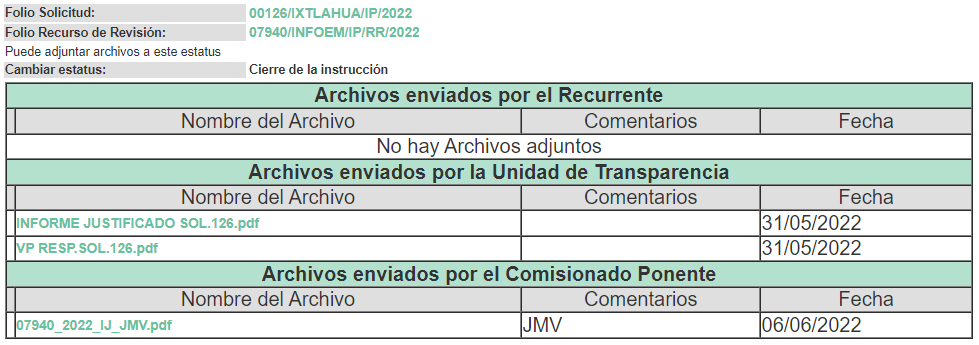 Folio Solicitud: 00126/IXTLAHUA/IP/2022
Folio Recurso de Revisión: 07940/INFOEM/IP/RR/2022
Puede adjuntar archivos a este estatus
Cambiar estatus: Cierre de la instrucción
Archivos enviados por el Recurrente
Nombre del Archivo Comentarios Fecha
No hay Archivos adjuntos
Archivos enviados por la Unidad de Transparencia
Nombre del Archivo Comentarios Fecha
INFORME JUSTIFICADO SOL.126.pdf 31/05/2022
VP RESP.SOL.126.pdf 31/05/2022
Archivos enviados por el Comisionado Ponente
Nombre del Archivo Comentarios Fecha
07940_2022_IJ_JMV.pdf JMV 06/06/2022